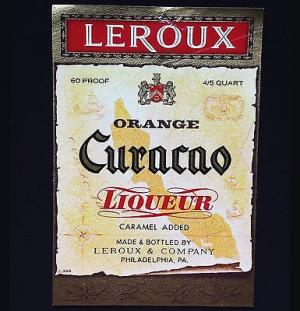 LEROUX
60 PROOF 4/5 QUART
ORANGE
Curacao
LIQUEUR
CARAMEL ADDED
MADE & BOTTLED BY
LEROUX & COMPANY
PHILADELPHIA, PA.